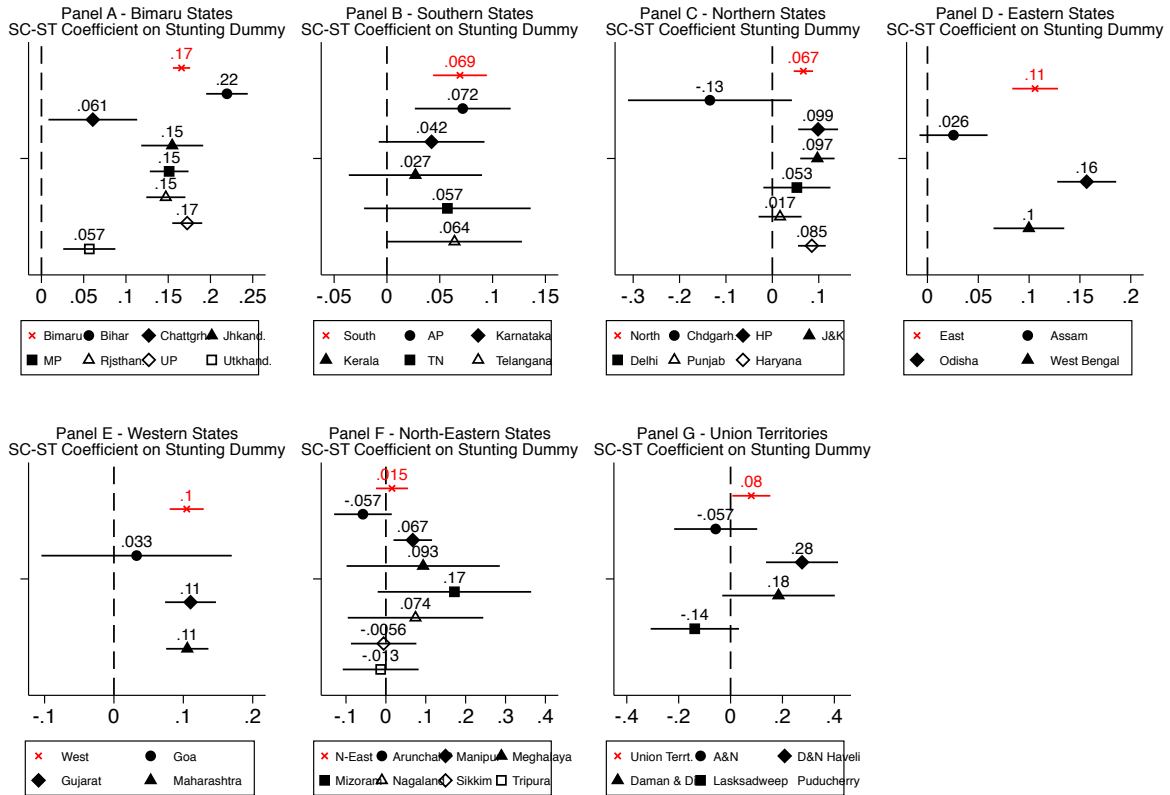 Panel A - Bimaru States
SC-ST Coefficient on Stunting Dummy
.17
.22
.061
.15
.15
.15
.17
.057
0 .05 .1 .15 .2 .25
Bimaru Bihar Chattgrh Jhkand.
MP Rjsthan UP Utkhand.
Panel B - Southern States
SC-ST Coefficient on Stunting Dummy
.069
.072
.042
.027
.057
.064
-.05 0 .05 .1 .15
South AP Karnataka
Kerala TN Telangana
Panel C - Northern States
SC-ST Coefficient on Stunting Dummy
.067
-.13
.099
.097
.053
.017
.085
-.3 -.2 -.1 0 .1
North Chdgarh. HP J&K
Delhi Punjab Haryana
Panel D - Eastern States
SC-ST Coefficient on Stunting Dummy
.11
.026
.16
.1
0 .05 .1 .15 .2
East Assam
Odisha West Bengal
Panel E - Western States
SC-ST Coefficient on Stunting Dummy
.1
.033
.11
.11
-.1 0 .1 .2
West Goa
Gujarat Maharashtra
Panel F - North-Eastern States
SC-ST Coefficient on Stunting Dummy
.015
-.057
.067
.093
.17
.074
-.0056
-.013
-.1 0 .1 .2 .3 .4
N-East Arunchal Manipu Meghalaya
Mizoram Nagaland Sikkim Tripura
Panel G - Union Territories
SC-ST Coefficient on Stunting Dummy
.08
-.057
.28
.18
-.14
-.4 -.2 0 .2 .4
Union Terrt. A&N D&N Haveli
Daman & D Lasksadweep Puducherry